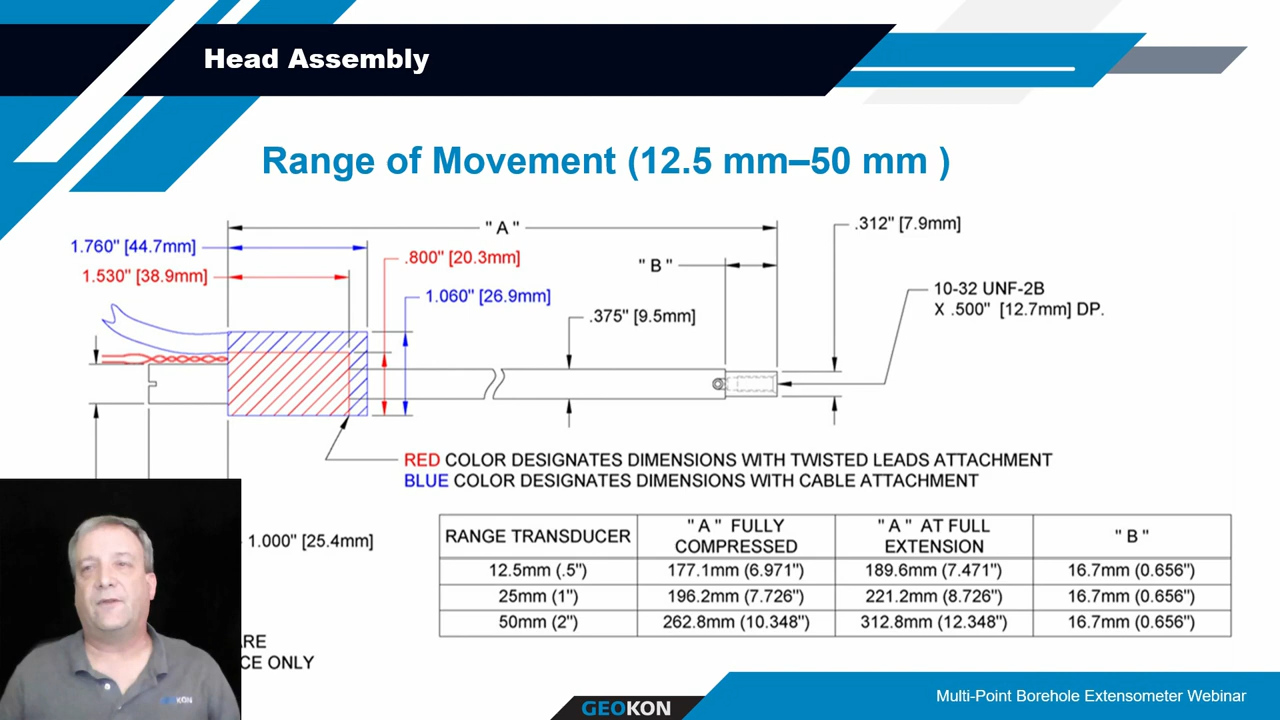 Head Assembly
Range of Movement (12.5 mm–50 mm )
" A "
.312" [7.9mm]
1.760" [44.7mm]
.800" [20.3mm]
" B "
1.530" [38.9mm]
10-32 UNF-2B
X .500" [12.7mm] DP.
1.060" [26.9mm]
.375" [9.5mm]
RED COLOR DESIGNATES DIMENSIONS WITH TWISTED LEADS ATTACHMENT
BLUE COLOR DESIGNATES DIMENSIONS WITH CABLE ATTACHMENT
1.000" [25.4mm]
RANGE TRANSDUCER " A " FULLY COMPRESSED " A " AT FULL EXTENSION " B "
12.5mm (.5") 177.1mm (6.971") 189.6mm (7.471") 16.7mm (0.656")
25mm (1") 196.2mm (7.726") 221.2mm (8.726") 16.7mm (0.656")
50mm (2") 262.8mm (10.348") 312.8mm (12.348") 16.7mm (0.656")
RE
CE ONLY
GEOKON
GEOKON
Multi-Point Borehole Extensometer Webinar